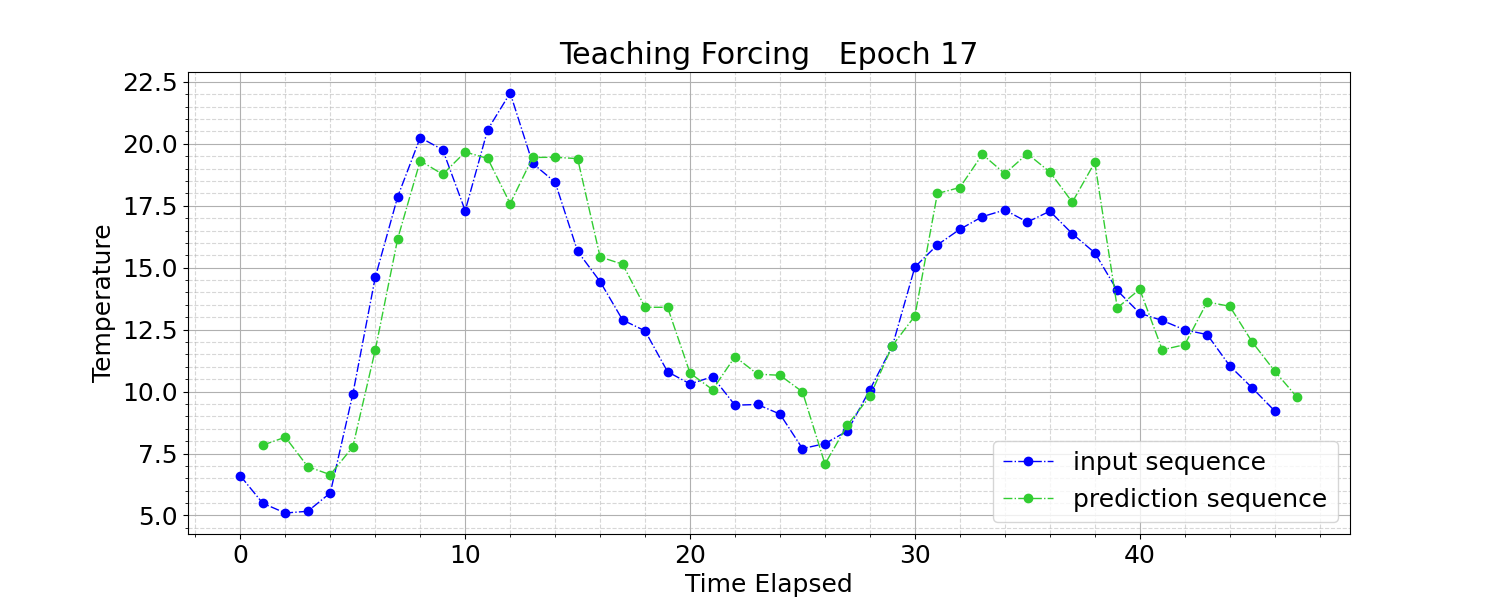 Teaching Forcing   Epoch 17
22.5
20.0
17.5
15.0
12.5
10.0
7.5
5.0
Temperature
input sequence
prediction sequence
0 10 20 30 40
Time Elapsed